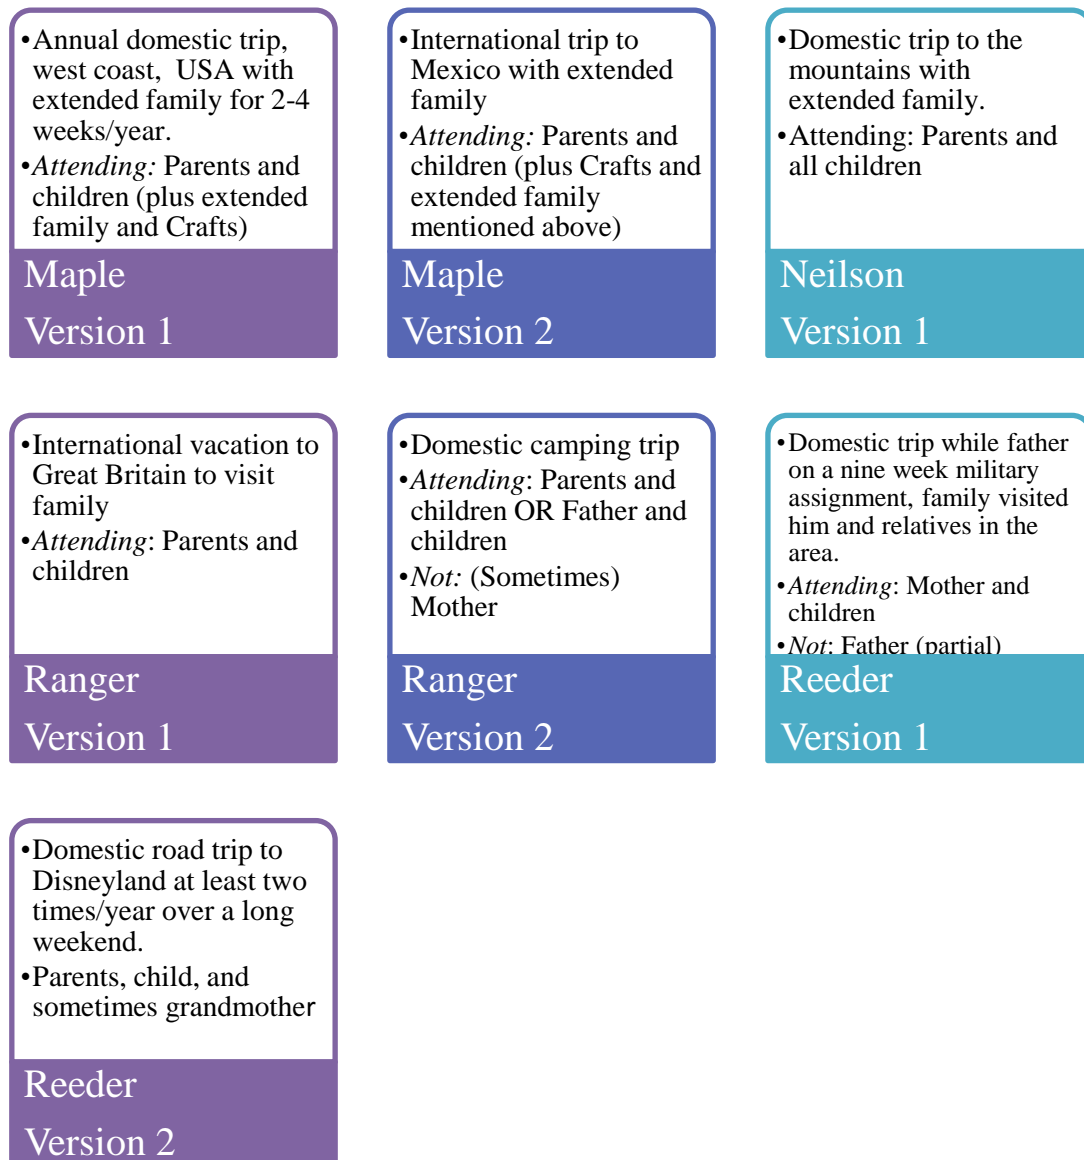 •Annual domestic trip,
west coast,  USA with
extended family for 2-4
weeks/year.
•Attending: Parents and
children (plus extended
family and Crafts)
Maple
Version 1
•International trip to
Mexico with extended
family
•Attending: Parents and
children (plus Crafts and
extended family
mentioned above)
Maple
Version 2
•Domestic trip to the
mountains with
extended family.
•Attending: Parents and
all children
Neilson
Version 1
•International vacation to
Great Britain to visit
family
•Attending: Parents and
children
Ranger
Version 1
•Domestic camping trip
•Attending: Parents and
children OR Father and
children
•Not: (Sometimes)
Mother
Ranger
Version 2
•Domestic trip while father
on a nine week military
assignment, family visited
him and relatives in the
area.
•Attending: Mother and
children
•Not: Father (partial)
Reeder
Version 1
•Domestic road trip to
Disneyland at least two
times/year over a long
weekend.
•Parents, child, and
sometimes grandmother
Reeder
Version 2